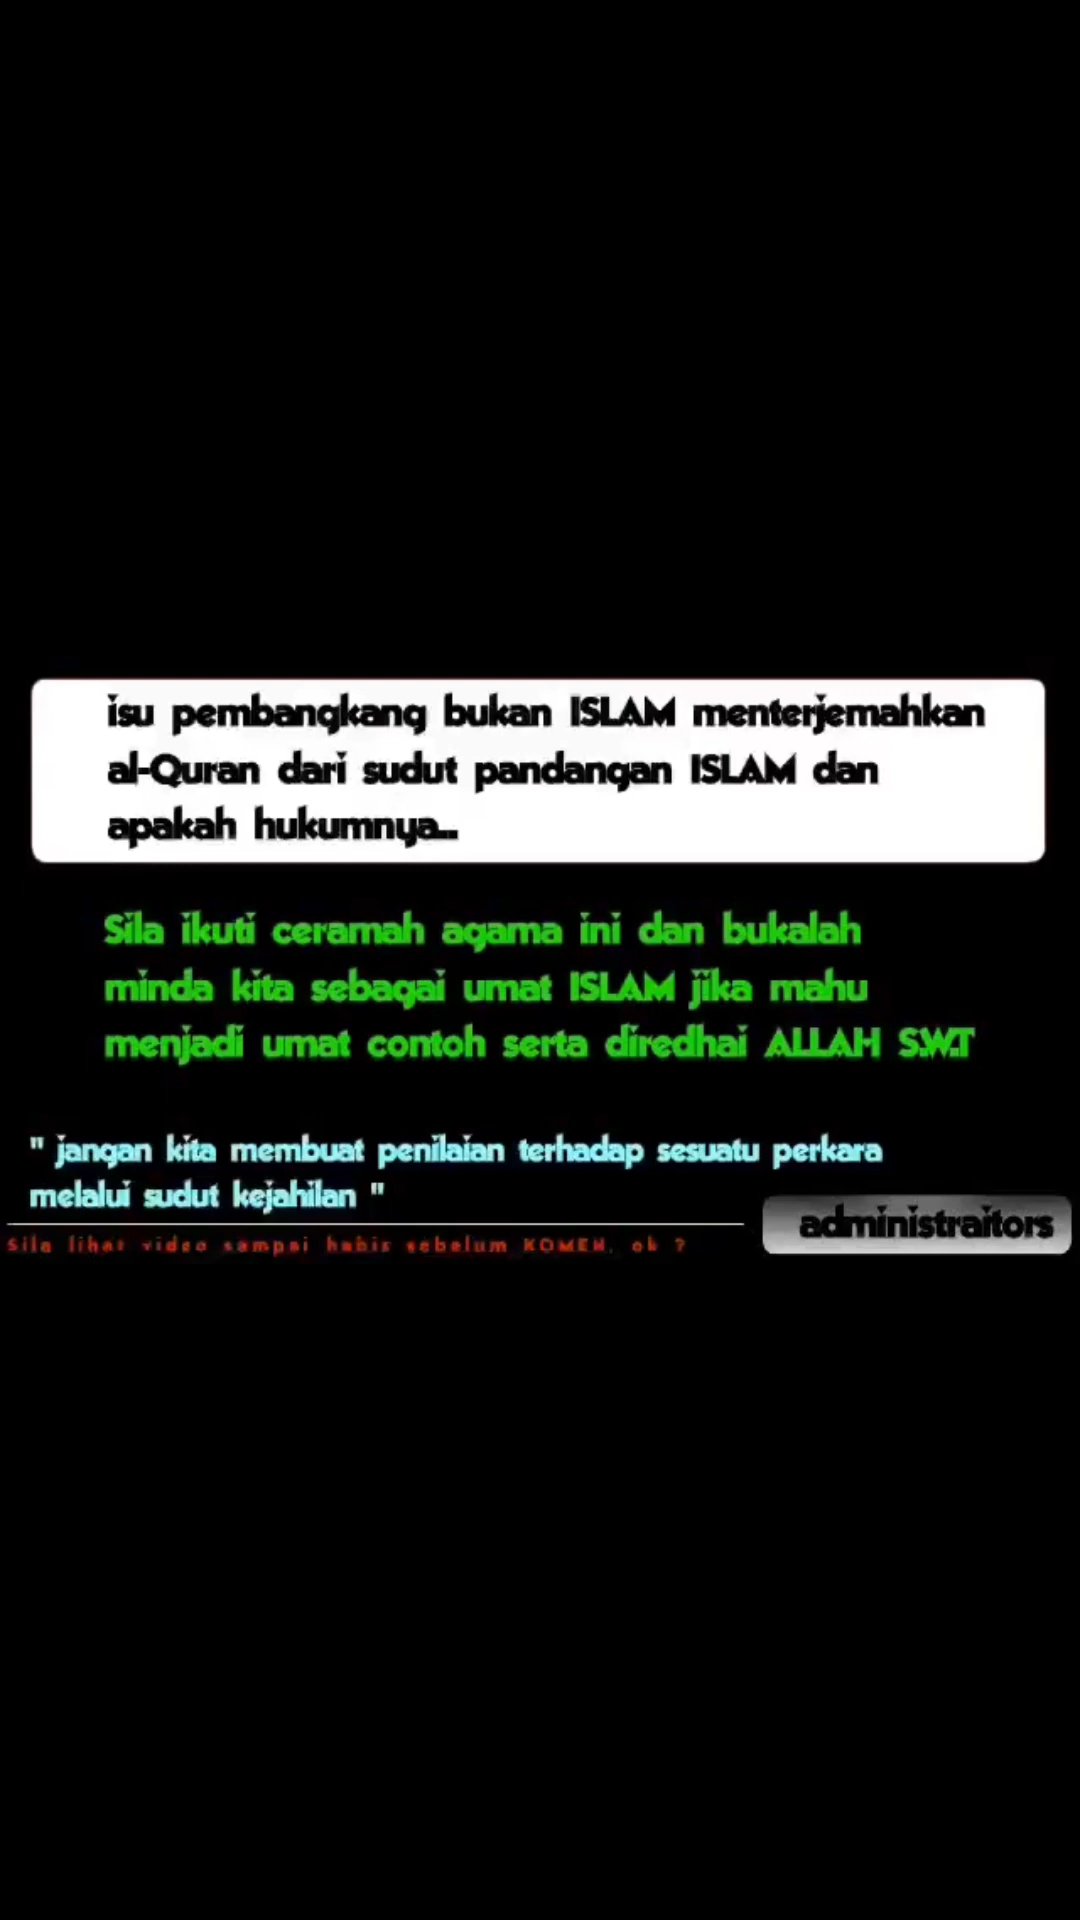 isu pembangkang bukan ISLAM menterjemahkan
al-Quran dari sudut pandangan ISLAM dan
apakah hukumnya...
Sila ikuti ceramah agama ini dan bukalah
minda kita sebagai umat ISLAM jika mahu
menjadi umat contoh serta diredhai ALLAH S.W.T
" jangan kita membuat penilaian terhadap sesuatu perkara
melalui sudut kejahilan "
administraitors
Sila lihat video sampai habis sebelum KOMEN, ok ?